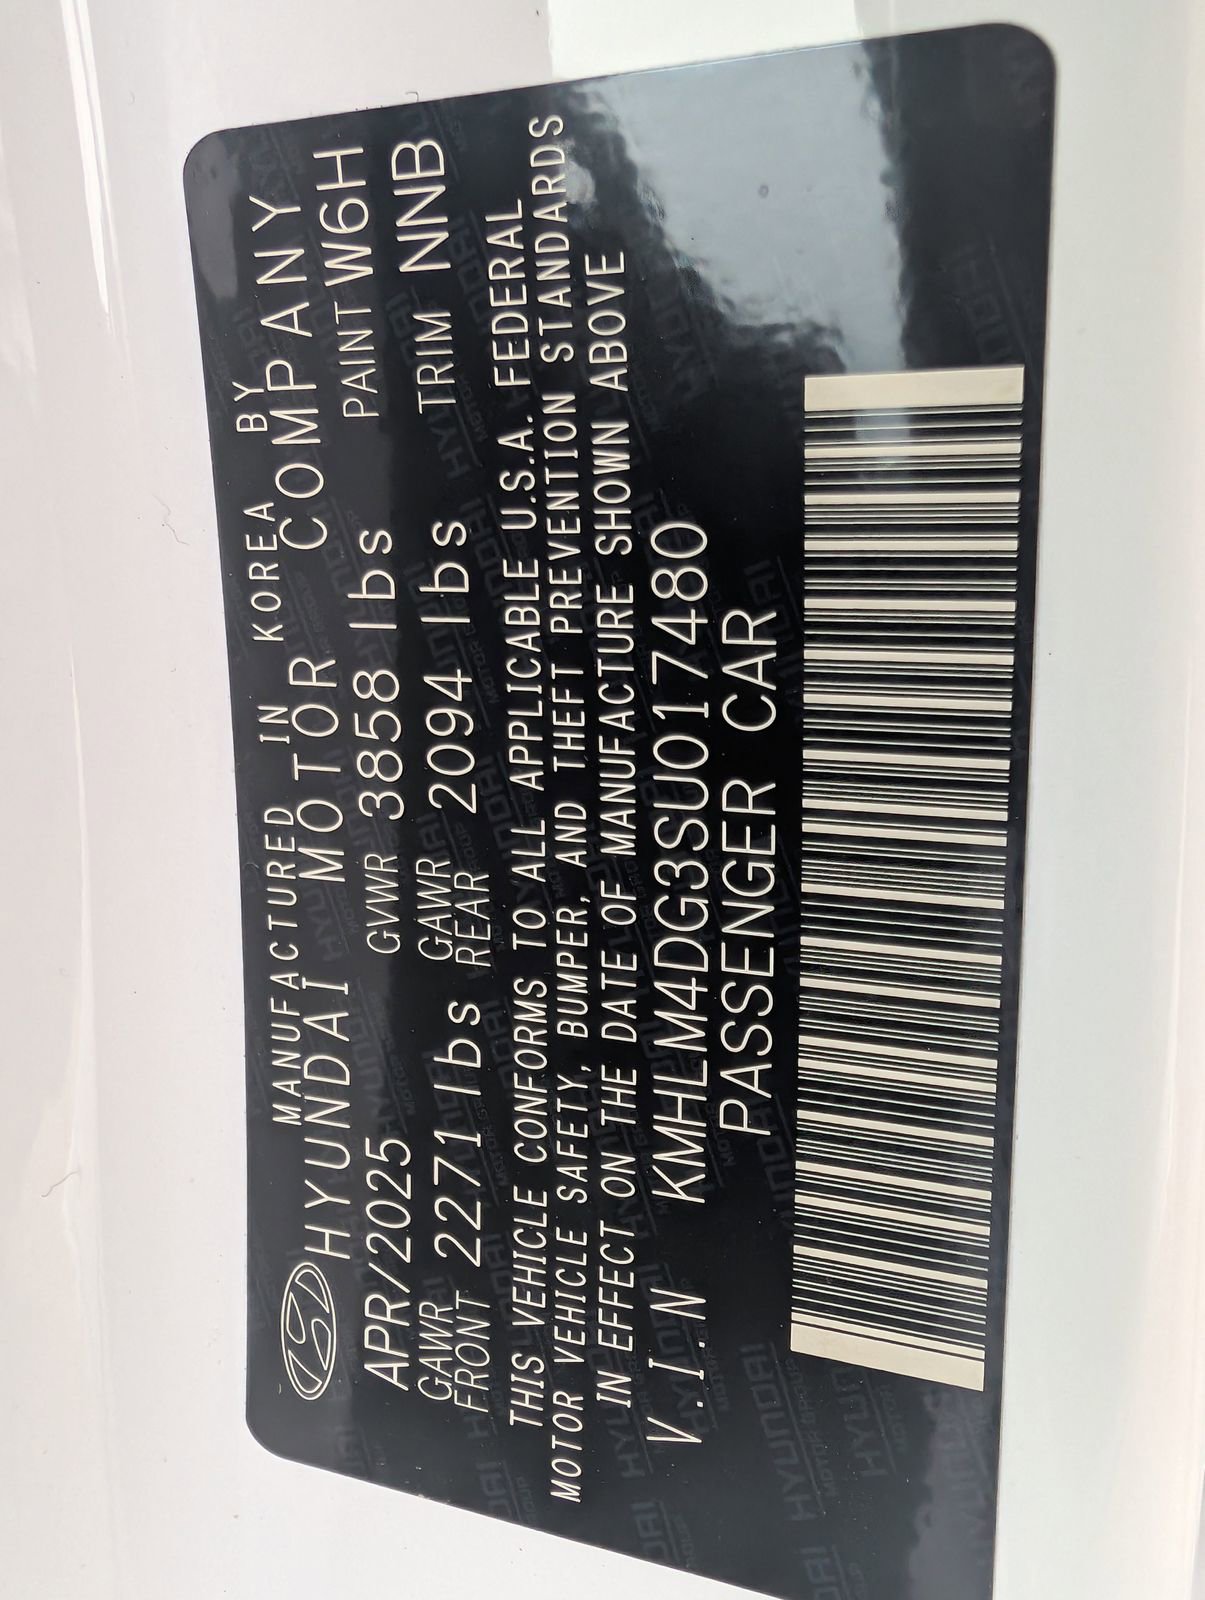 MANUFACTURED IN KOREA BY
HYUNDAI MOTOR COMPANY
APR/2025 GVWR 3858 lbs PAINT W6H
GAWR FRONT 2271 lbs GAWR REAR 2094 lbs TRIM NNB
THIS VEHICLE CONFORMS TO ALL APPLICABLE U.S.A. FEDERAL
MOTOR VEHICLE SAFETY, BUMPER, AND THEFT PREVENTION STANDARDS
IN EFFECT ON THE DATE OF MANUFACTURE SHOWN ABOVE
V.I.N KMHLM4DG3SU017480
PASSENGER CAR